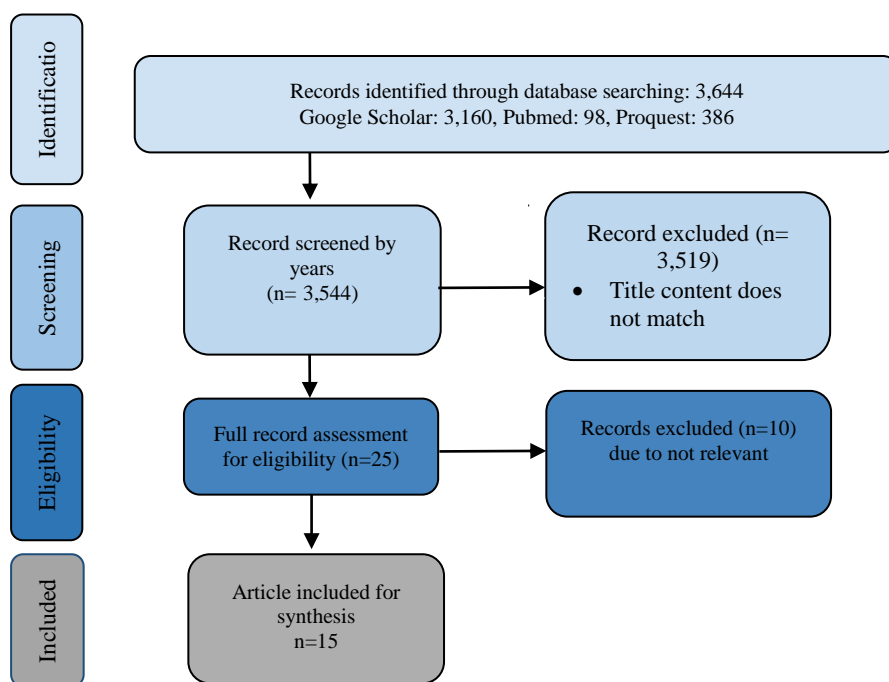 Identificatio
Records identified through database searching: 3,644
Google Scholar: 3,160, Pubmed: 98, Proquest: 386
Screening
Record screened by
years
(n= 3,544)
Record excluded (n=
3,519)
• Title content does
not match
Eligibility
Full record assessment
for eligibility (n=25)
Records excluded (n=10)
due to not relevant
Included
Article included for
synthesis
n=15